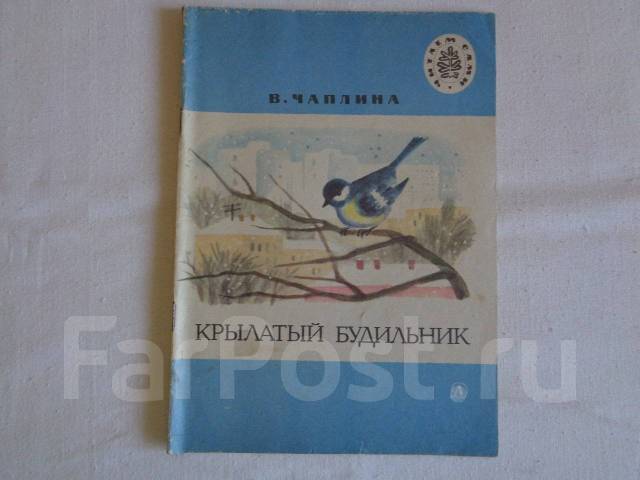 ЧИТАЕМ САМИ
В. ЧАПЛИНА
КРЫЛАТЫЙ БУДИЛЬНИК
FarPost.ru